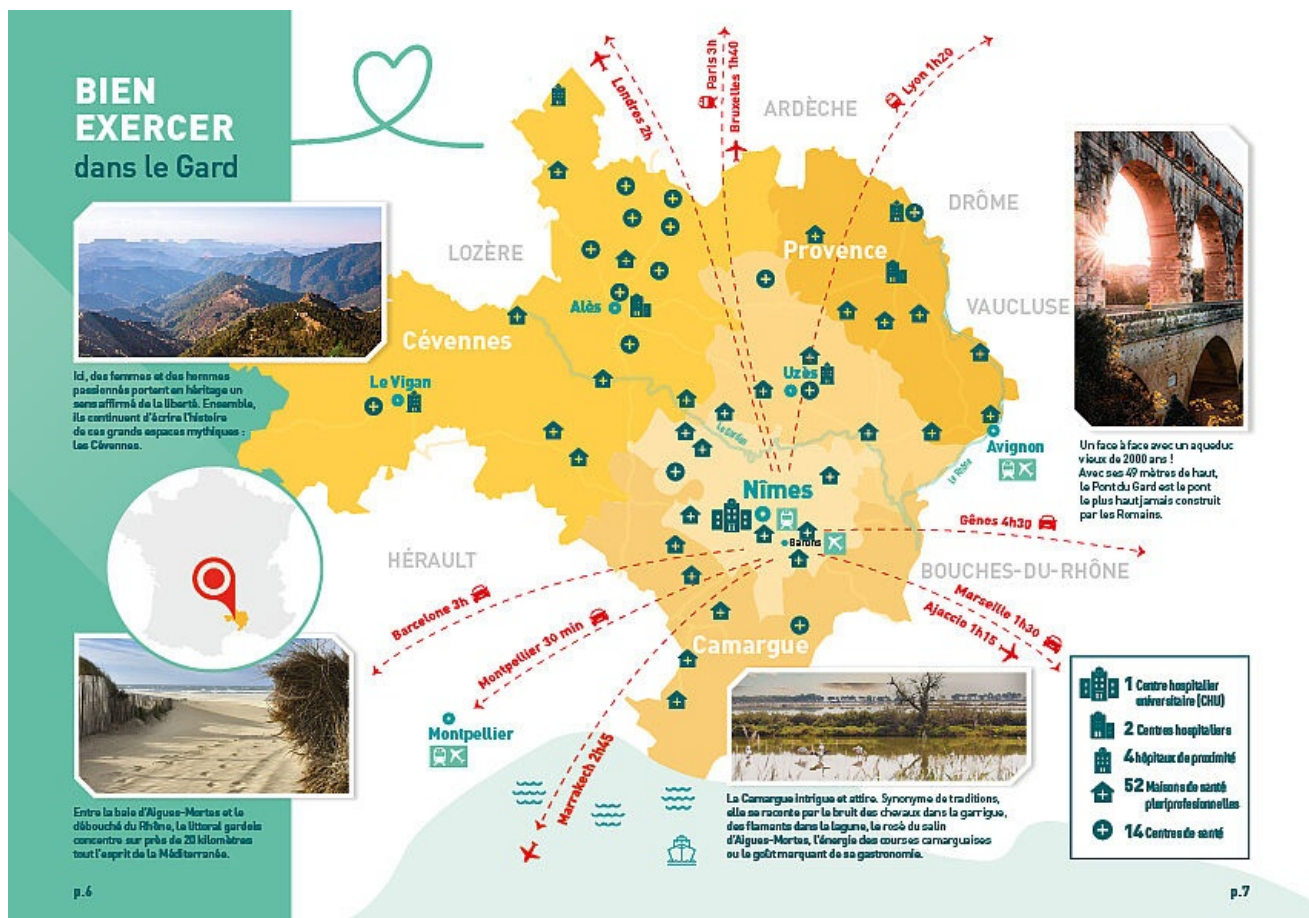 BIEN
EXERCER
dans le Gard
Ici, des femmes et des hommes
passionnés portent en héritage un
sens affirmé de la liberté. Ensemble,
ils continuent d'écrire l'histoire
de ces grands espaces mythiques :
les Cévennes.
Entre la baie d'Aigues-Mortes et le
débouché du Rhône, le littoral gardois
concentre sur près de 20 kilomètres
tout l'esprit de la Méditerranée.
p.6
Londres 2h
Paris 3h
Bruxelles 1h40
Lyon 1h20
ARDÈCHE
DRÔME
LOZÈRE
Provence
VAUCLUSE
Alès
Cévennes
Uzès
Le Vigan
Le Gardon
Avignon
Le Rhône
Nîmes
Garons
Gênes 4h30
HÉRAULT
BOUCHES-DU-RHÔNE
Barcelone 3h
Marseille 1h30
Ajaccio 1h15
Montpellier 30 min
Camargue
Montpellier
Marrakech 2h45
Un face à face avec un aqueduc
vieux de 2000 ans !
Avec ses 49 mètres de haut,
le Pont du Gard est le pont
le plus haut jamais construit
par les Romains.
La Camargue intrigue et attire. Synonyme de traditions,
elle se raconte par le bruit des chevaux dans la garrigue,
des flamants dans la lagune, le rosé du salin
d'Aigues-Mortes, l'énergie des courses camarguaises
ou le goût marquant de sa gastronomie.
1 Centre hospitalier
universitaire (CHU)
2 Centres hospitaliers
4 hôpitaux de proximité
52 Maisons de santé
pluriprofesionnelles
14 Centres de santé
p.7